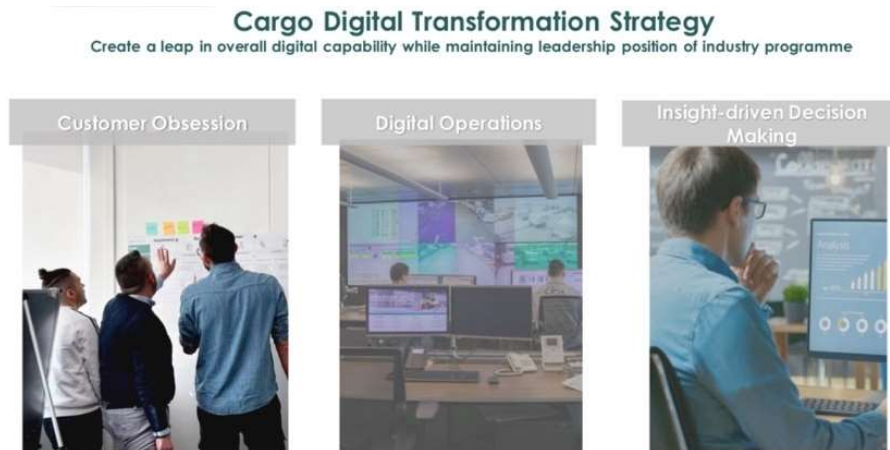 Cargo Digital Transformation Strategy
Create a leap in overall digital capability while maintaining leadership position of industry programme
Customer Obsession
Digital Operations
Insight-driven Decision
Making
Analysis